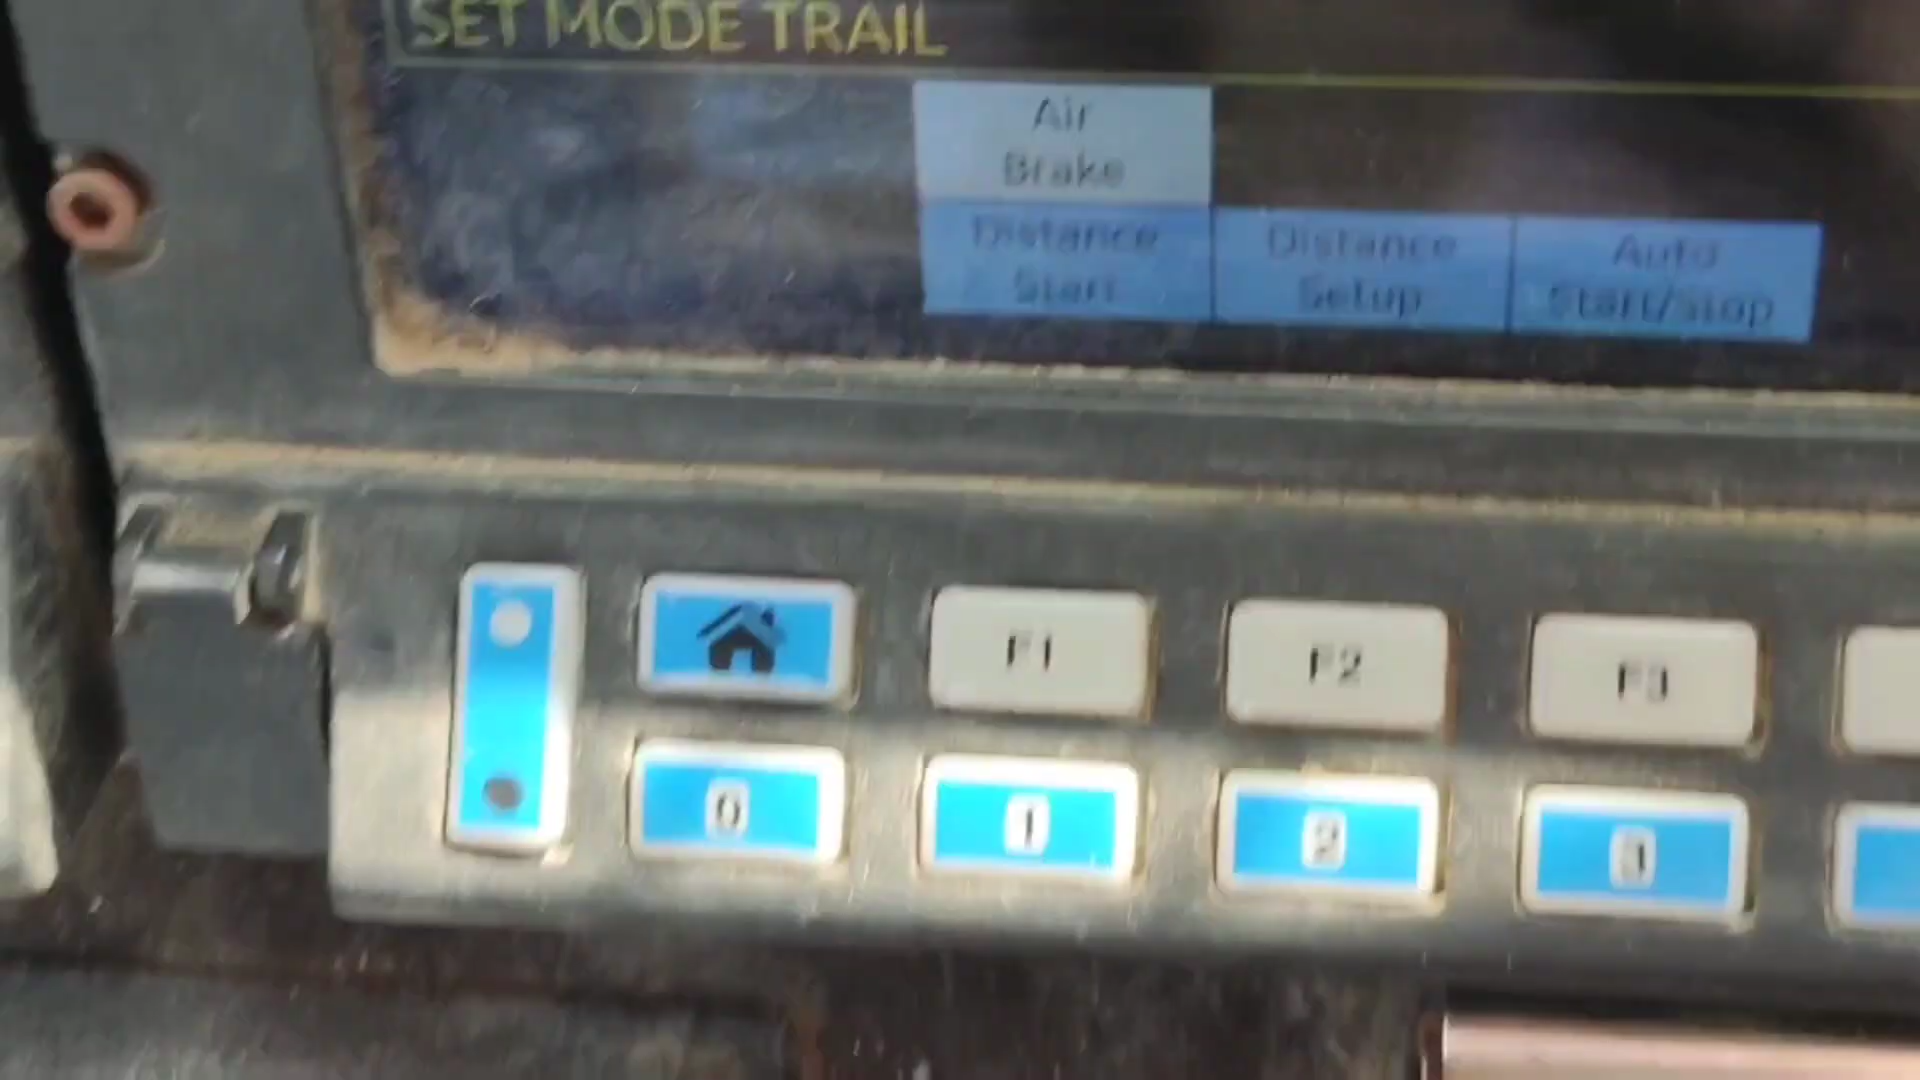 SET MODE TRAIL
Air
Brake
Distance
Start
Distance
Setup
Auto
Start/Stop
F1
F2
F3
0
1
2
3